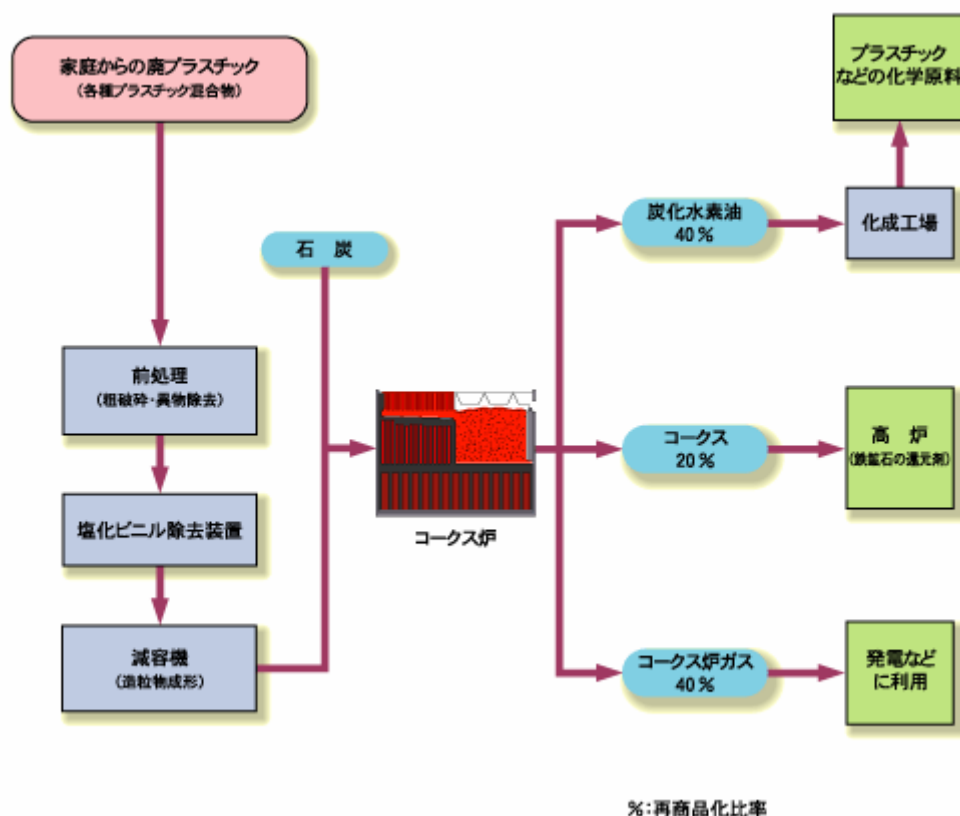 家庭からの廃プラスチック
(各種プラスチック混合物)
石　炭
前処理
(粗破砕・異物除去)
塩化ビニル除去装置
減容機
(造粒物成形)
コークス炉
炭化水素油
40%
化成工場
プラスチック
などの化学原料
コークス
20%
高　炉
(鉄鉱石の還元剤)
コークス炉ガス
40%
発電など
に利用
%:再商品化比率